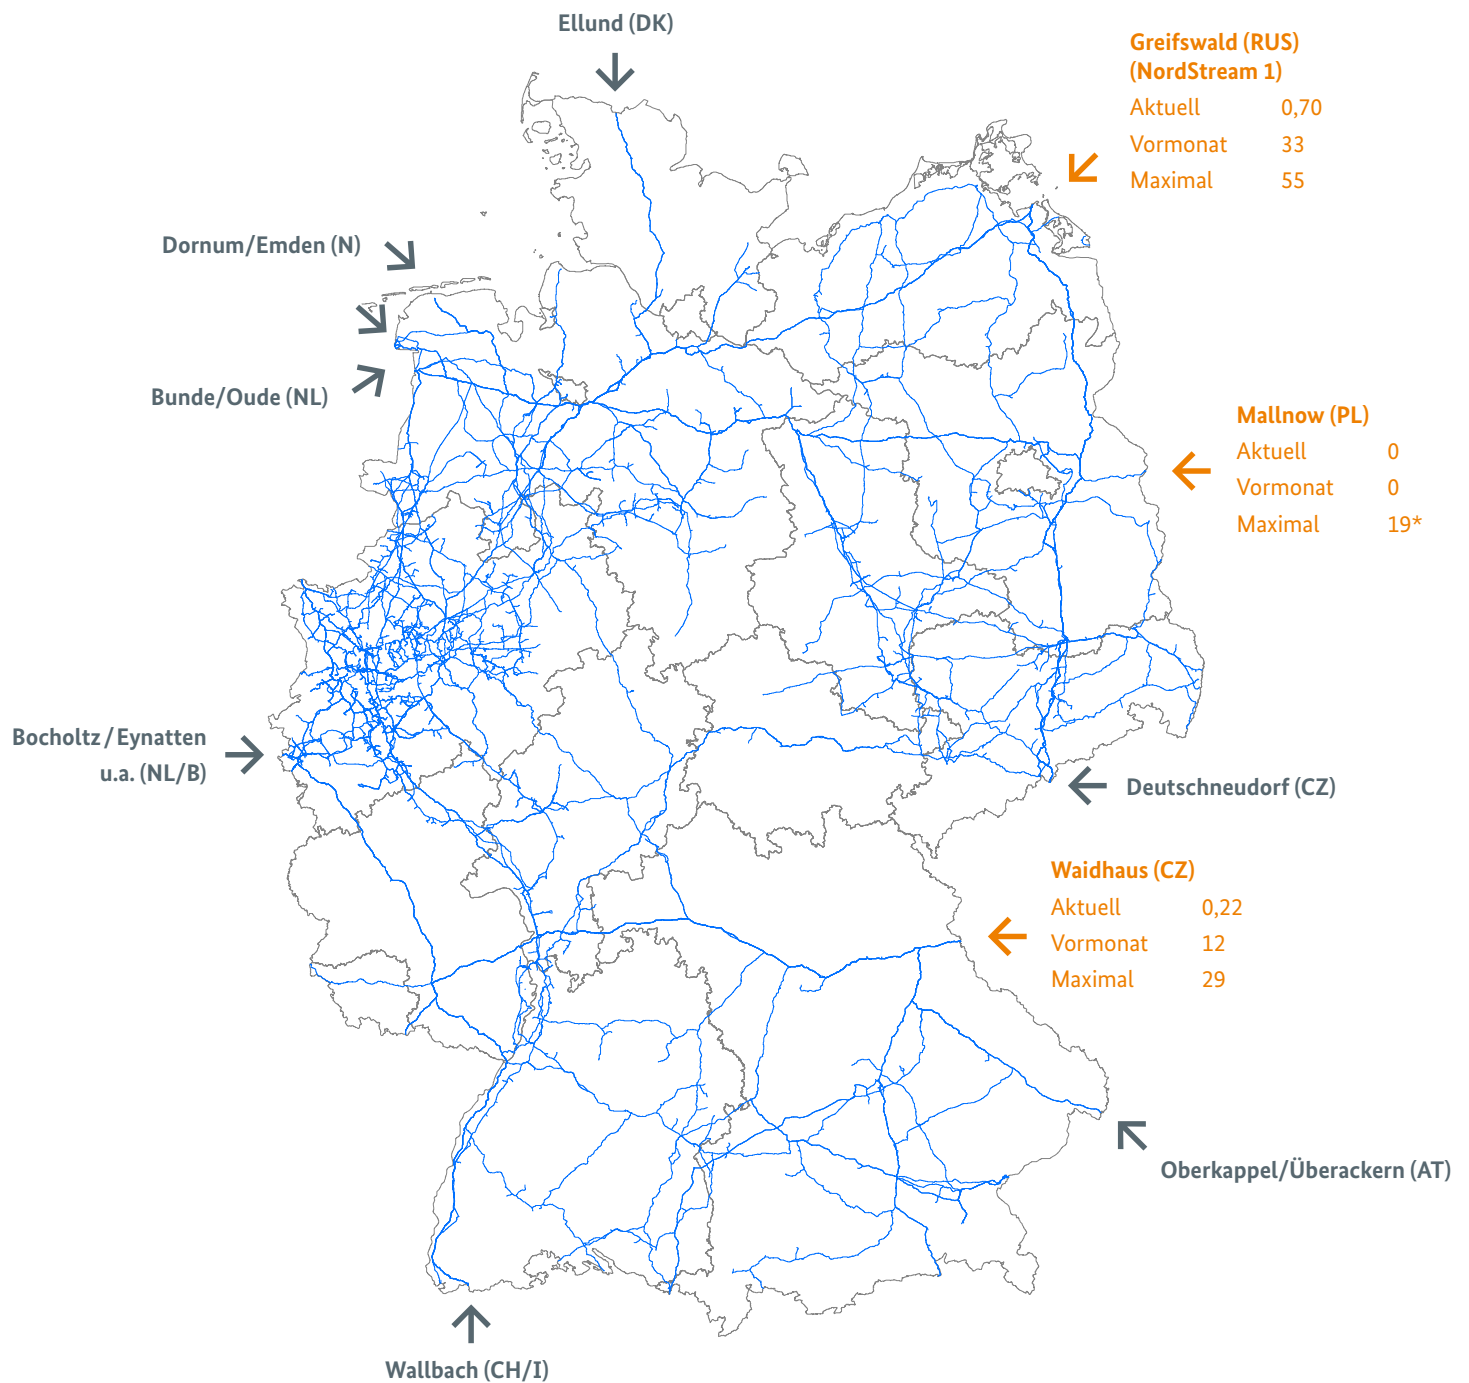 Ellund (DK)
Greifswald (RUS)
(NordStream 1)
Aktuell 0,70
Vormonat 33
Maximal 55
Dornum/Emden (N)
Bunde/Oude (NL)
Mallnow (PL)
Aktuell 0
Vormonat 0
Maximal 19*
Bocholtz / Eynatten
u.a. (NL/B)
Deutschneudorf (CZ)
Waidhaus (CZ)
Aktuell 0,22
Vormonat 12
Maximal 29
Oberkappel/Überackern (AT)
Wallbach (CH/I)